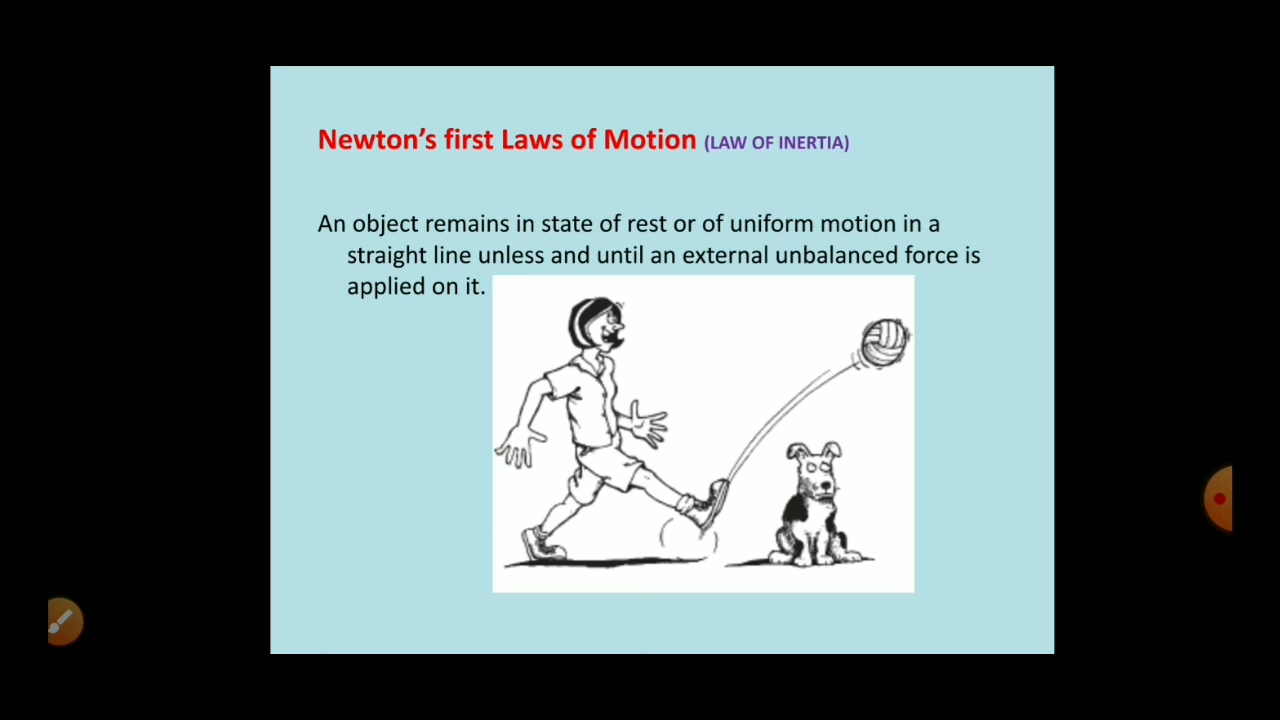 Newton’s first Laws of Motion (LAW OF INERTIA)
An object remains in state of rest or of uniform motion in a
straight line unless and until an external unbalanced force is
applied on it.